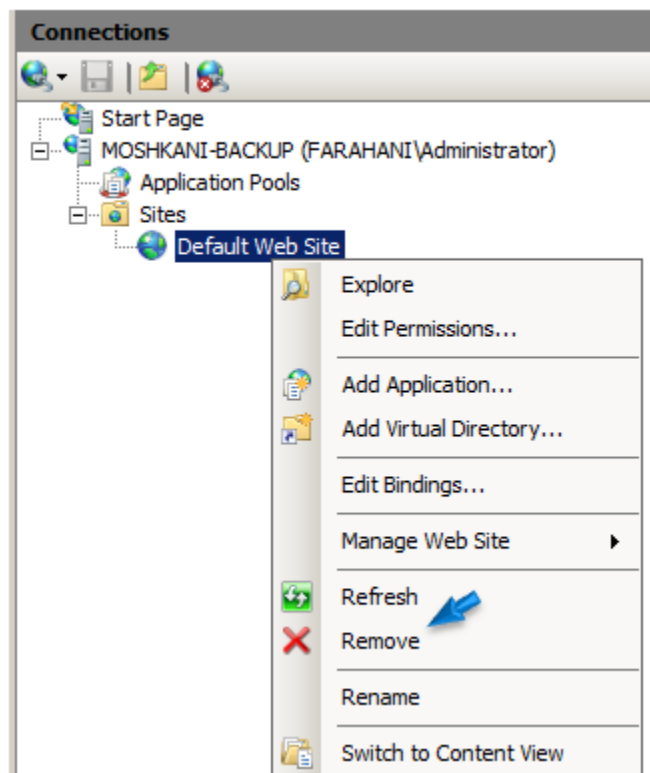 Connections
Start Page
MOSHKANI-BACKUP (FARAHANI\Administrator)
Application Pools
Sites
Default Web Site
Explore
Edit Permissions...
Add Application...
Add Virtual Directory...
Edit Bindings...
Manage Web Site
Refresh
Remove
Rename
Switch to Content View